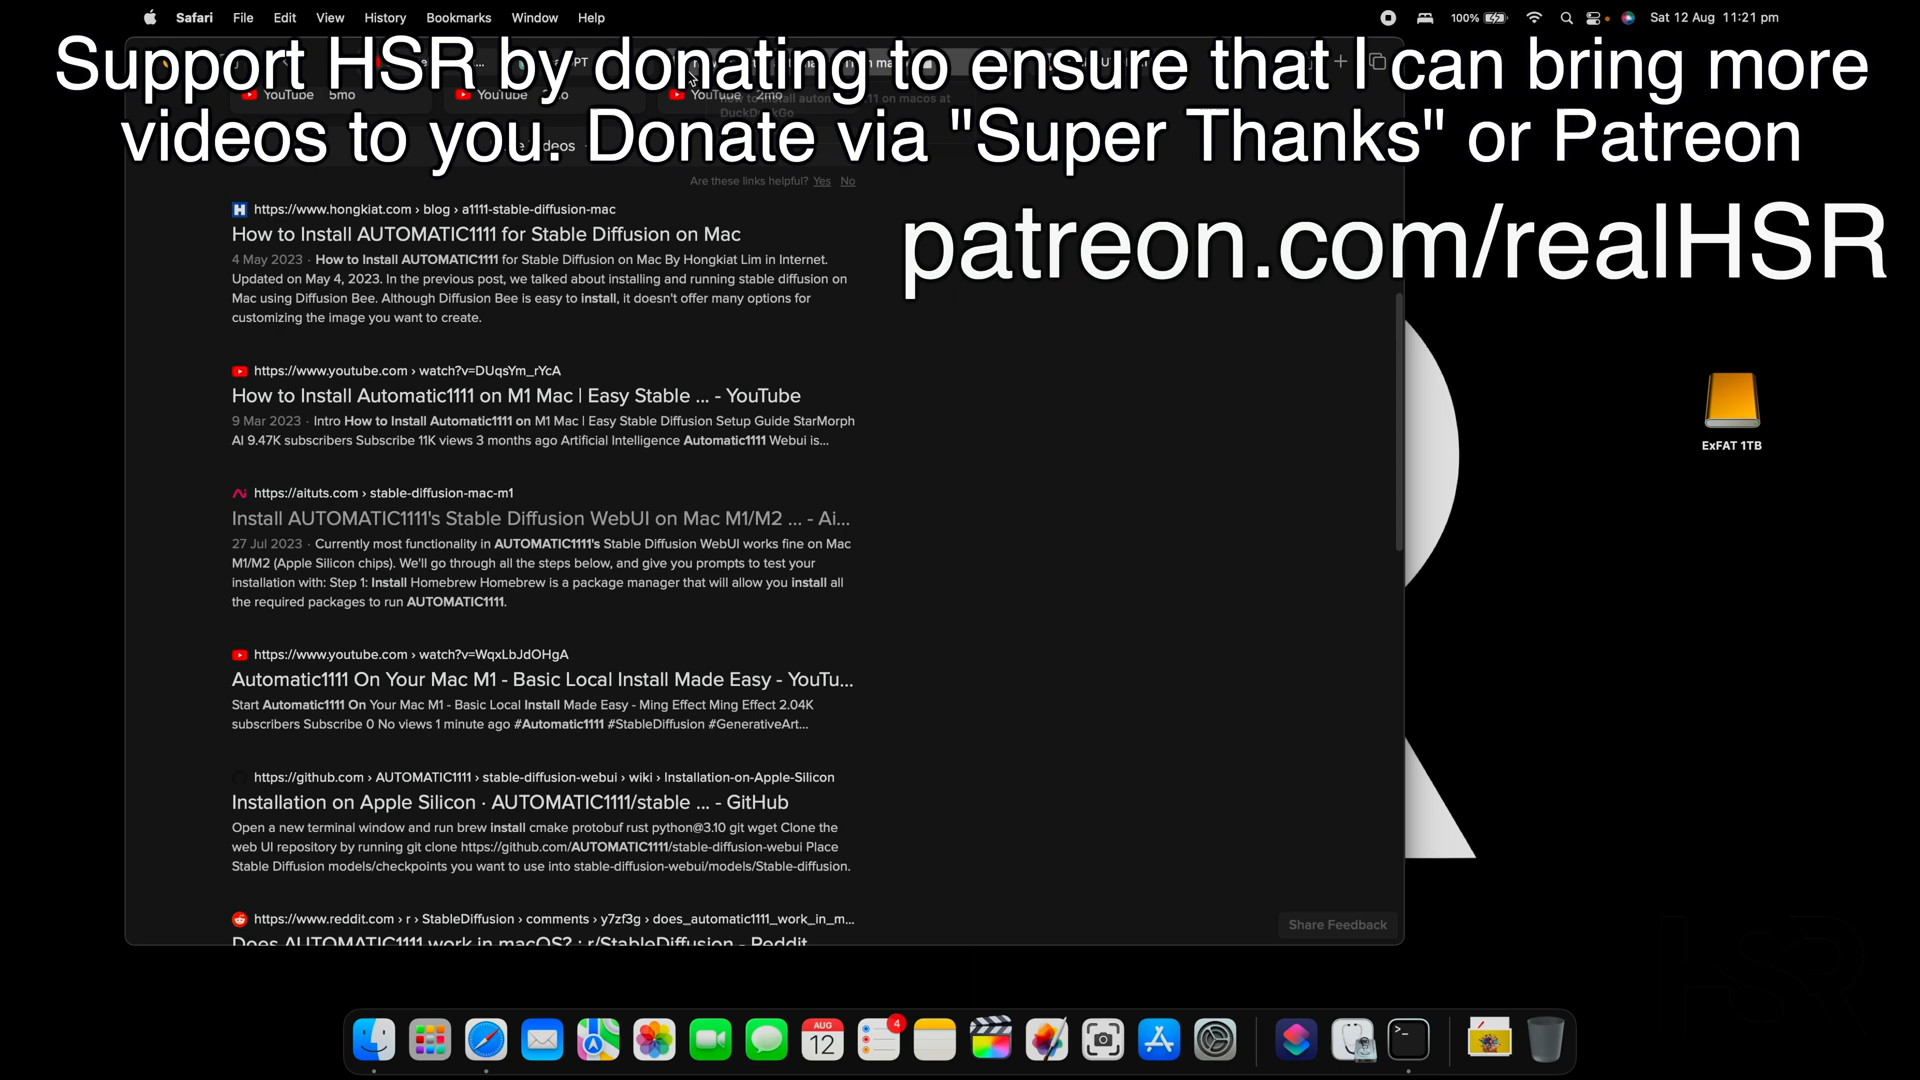 Safari File Edit View History Bookmarks Window Help
100% Sat 12 Aug 11:21 pm
Support HSR by donating to ensure that I can bring more
videos to you. Donate via "Super Thanks" or Patreon
patreon.com/realHSR
YouTube 5mo
YouTube
YouTube 2mo
DuckDuckGo
Are these links helpful? Yes No
https://www.hongkiat.com › blog › a1111-stable-diffusion-mac
How to Install AUTOMATIC1111 for Stable Diffusion on Mac
4 May 2023 · How to Install AUTOMATIC1111 for Stable Diffusion on Mac By Hongkiat Lim in Internet.
Updated on May 4, 2023. In the previous post, we talked about installing and running stable diffusion on
Mac using Diffusion Bee. Although Diffusion Bee is easy to install, it doesn't offer many options for
customizing the image you want to create.
https://www.youtube.com › watch?v=DUqsYm_rYcA
How to Install Automatic1111 on M1 Mac | Easy Stable ... - YouTube
9 Mar 2023 · Intro How to Install Automatic1111 on M1 Mac | Easy Stable Diffusion Setup Guide StarMorph
AI 9.47K subscribers Subscribe 11K views 3 months ago Artificial Intelligence Automatic1111 Webui is...
https://aituts.com › stable-diffusion-mac-m1
Install AUTOMATIC1111's Stable Diffusion WebUI on Mac M1/M2 ... - Ai...
27 Jul 2023 · Currently most functionality in AUTOMATIC1111's Stable Diffusion WebUI works fine on Mac
M1/M2 (Apple Silicon chips). We'll go through all the steps below, and give you prompts to test your
installation with: Step 1: Install Homebrew Homebrew is a package manager that will allow you install all
the required packages to run AUTOMATIC1111.
https://www.youtube.com › watch?v=WqxLbJdOHgA
Automatic1111 On Your Mac M1 - Basic Local Install Made Easy - YouTu...
Start Automatic1111 On Your Mac M1 - Basic Local Install Made Easy - Ming Effect Ming Effect 2.04K
subscribers Subscribe 0 No views 1 minute ago #Automatic1111 #StableDiffusion #GenerativeArt...
https://github.com › AUTOMATIC1111 › stable-diffusion-webui › wiki › Installation-on-Apple-Silicon
Installation on Apple Silicon · AUTOMATIC1111/stable ... - GitHub
Open a new terminal window and run brew install cmake protobuf rust python@3.10 git wget Clone the
web UI repository by running git clone https://github.com/AUTOMATIC1111/stable-diffusion-webui Place
Stable Diffusion models/checkpoints you want to use into stable-diffusion-webui/models/Stable-diffusion.
https://www.reddit.com › r › StableDiffusion › comments › y7zf3g › does_automatic1111_work_in_m...
Does AUTOMATIC1111 work in macOS? : r/StableDiffusion - Reddit
Share Feedback
ExFAT 1TB
HSR
AUG
12
4